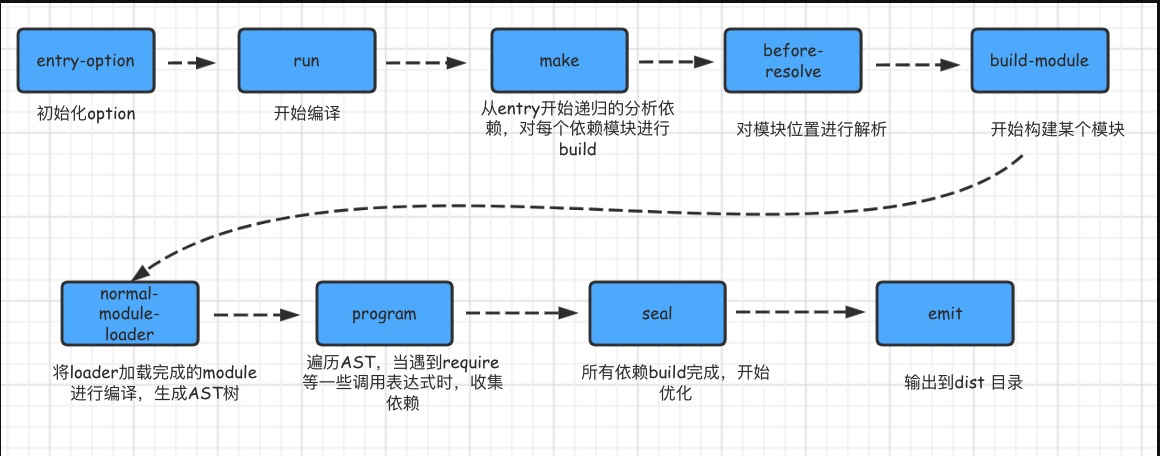 entry-option
run
make
before-
resolve
build-module
初始化option
开始编译
从entry开始递归的分析依
赖，对每个依赖模块进行
build
对模块位置进行解析
开始构建某个模块
normal-
module-
loader
program
seal
emit
将loader加载完成的module
进行编译，生成AST树
遍历AST，当遇到require
等一些调用表达式时，收集
依赖
所有依赖build完成，开始
优化
输出到dist 目录